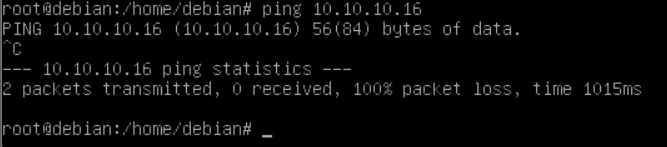 root@debian:/home/debian# ping 10.10.10.16
PING 10.10.10.16 (10.10.10.16) 56(84) bytes of data.
^C
--- 10.10.10.16 ping statistics ---
2 packets transmitted, 0 received, 100% packet loss, time 1015ms
root@debian:/home/debian# _